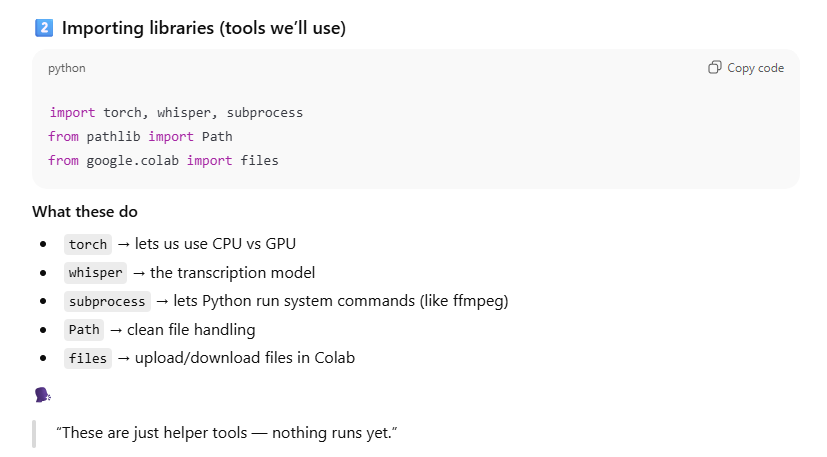 2 Importing libraries (tools we’ll use)
python
Copy code
import torch, whisper, subprocess
from pathlib import Path
from google.colab import files
What these do
torch → lets us use CPU vs GPU
whisper → the transcription model
subprocess → lets Python run system commands (like ffmpeg)
Path → clean file handling
files → upload/download files in Colab
“These are just helper tools — nothing runs yet.”